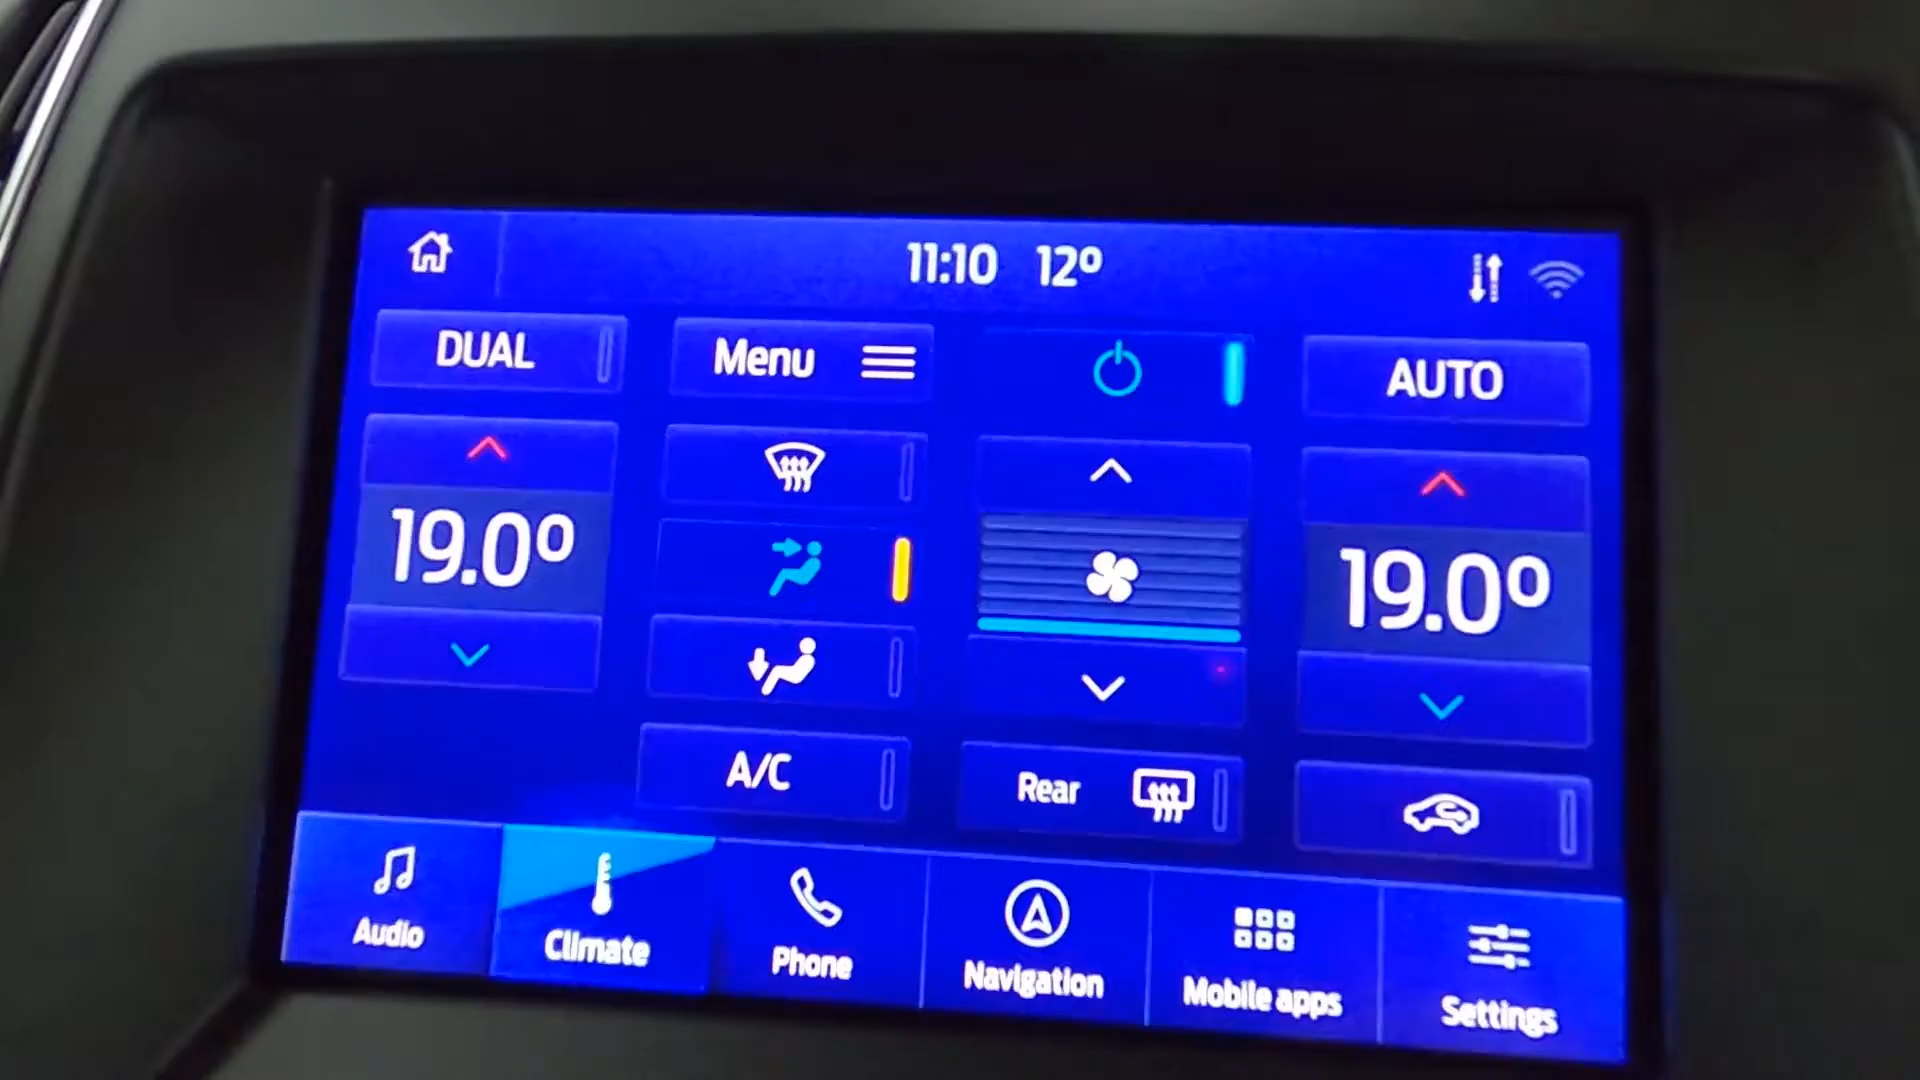 11:10 12°
DUAL Menu AUTO
19.0° 19.0°
A/C Rear
Audio Climate Phone Navigation Mobile apps Settings